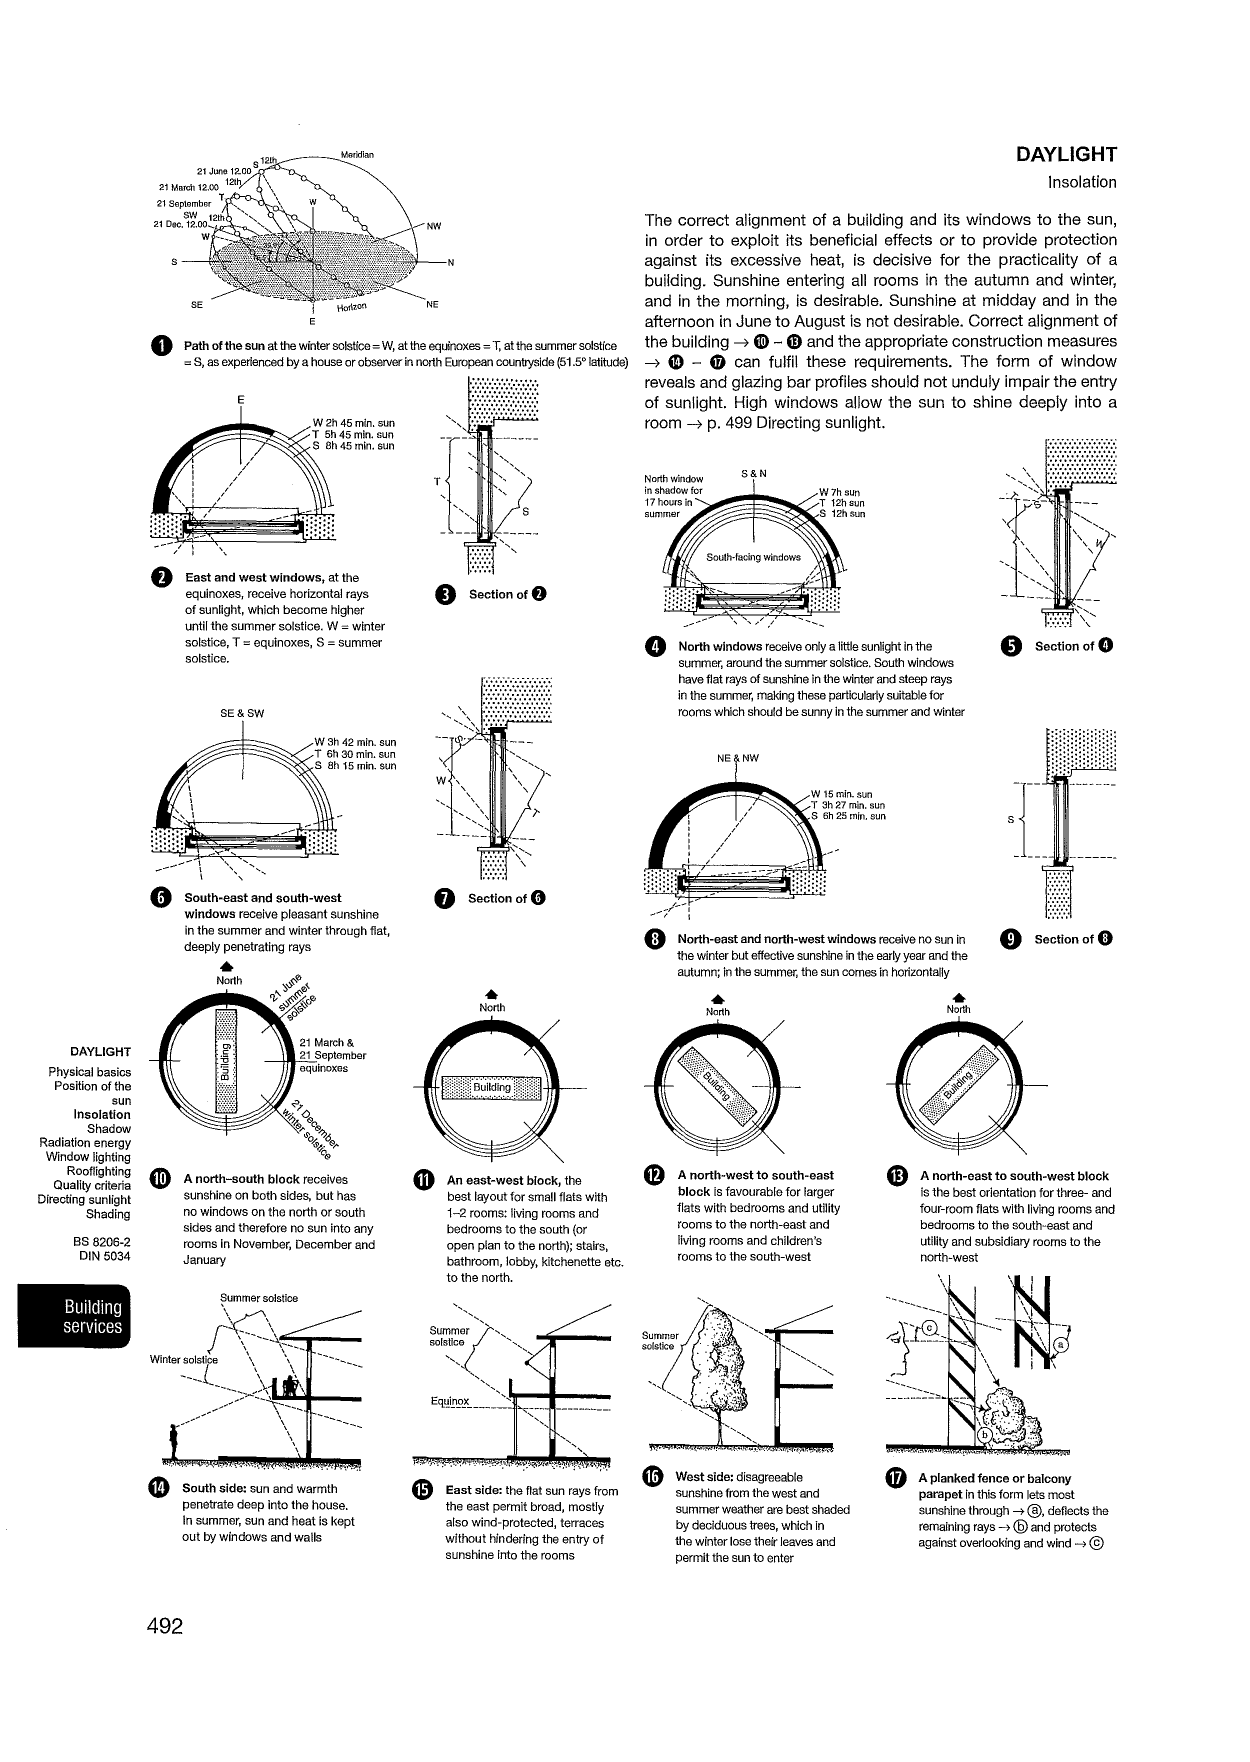 DAYLIGHT
Insolation
The correct alignment of a building and its windows to the sun,
in order to exploit its beneficial effects or to provide protection
against its excessive heat, is decisive for the practicality of a
building. Sunshine entering all rooms in the autumn and winter,
and in the morning, is desirable. Sunshine at midday and in the
afternoon in June to August is not desirable. Correct alignment of
the building → 10 – 13 and the appropriate construction measures
→ 14 – 17 can fulfil these requirements. The form of window
reveals and glazing bar profiles should not unduly impair the entry
of sunlight. High windows allow the sun to shine deeply into a
room → p. 499 Directing sunlight.
Meridian
S 12th
21 June 12.00
12th
21 March 12.00
T
21 September
SW 12th
21 Dec. 12.00
W
W
NW
S
N
SE
Horizon
NE
E
1 Path of the sun at the winter solstice = W, at the equinoxes = T, at the summer solstice
= S, as experienced by a house or observer in north European countryside (51.5° latitude)
E
W 2h 45 min. sun
T 5h 45 min. sun
S 8h 45 min. sun
2 East and west windows, at the
equinoxes, receive horizontal rays
of sunlight, which become higher
until the summer solstice. W = winter
solstice, T = equinoxes, S = summer
solstice.
T
S
3 Section of 2
S & N
North window
in shadow for
17 hours in
summer
W 7h sun
T 12h sun
S 12h sun
South-facing windows
4 North windows receive only a little sunlight in the
summer, around the summer solstice. South windows
have flat rays of sunshine in the winter and steep rays
in the summer, making these particularly suitable for
rooms which should be sunny in the summer and winter
T
W
5 Section of 4
SE & SW
W 3h 42 min. sun
T 6h 30 min. sun
S 8h 15 min. sun
6 South-east and south-west
windows receive pleasant sunshine
in the summer and winter through flat,
deeply penetrating rays
S
W
T
7 Section of 6
NE & NW
W 15 min. sun
T 3h 27 min. sun
S 6h 25 min. sun
8 North-east and north-west windows receive no sun in
the winter but effective sunshine in the early year and the
autumn; in the summer, the sun comes in horizontally
S
9 Section of 8
North
21 June
summer
solstice
21 March &
21 September
equinoxes
21 December
winter solstice
Building
10 A north–south block receives
sunshine on both sides, but has
no windows on the north or south
sides and therefore no sun into any
rooms in November, December and
January
North
Building
11 An east-west block, the
best layout for small flats with
1–2 rooms: living rooms and
bedrooms to the south (or
open plan to the north); stairs,
bathroom, lobby, kitchenette etc.
to the north.
North
Building
12 A north-west to south-east
block is favourable for larger
flats with bedrooms and utility
rooms to the north-east and
living rooms and children's
rooms to the south-west
North
Building
13 A north-east to south-west block
is the best orientation for three- and
four-room flats with living rooms and
bedrooms to the south-east and
utility and subsidiary rooms to the
north-west
DAYLIGHT
Physical basics
Position of the
sun
Insolation
Shadow
Radiation energy
Window lighting
Rooflighting
Quality criteria
Directing sunlight
Shading
BS 8206-2
DIN 5034
Building
services
Summer solstice
Winter solstice
14 South side: sun and warmth
penetrate deep into the house.
In summer, sun and heat is kept
out by windows and walls
Summer
solstice
Equinox
15 East side: the flat sun rays from
the east permit broad, mostly
also wind-protected, terraces
without hindering the entry of
sunshine into the rooms
Summer
solstice
16 West side: disagreeable
sunshine from the west and
summer weather are best shaded
by deciduous trees, which in
the winter lose their leaves and
permit the sun to enter
c
a
b
17 A planked fence or balcony
parapet in this form lets most
sunshine through → ⓐ, deflects the
remaining rays → ⓑ and protects
against overlooking and wind → ⓒ
492